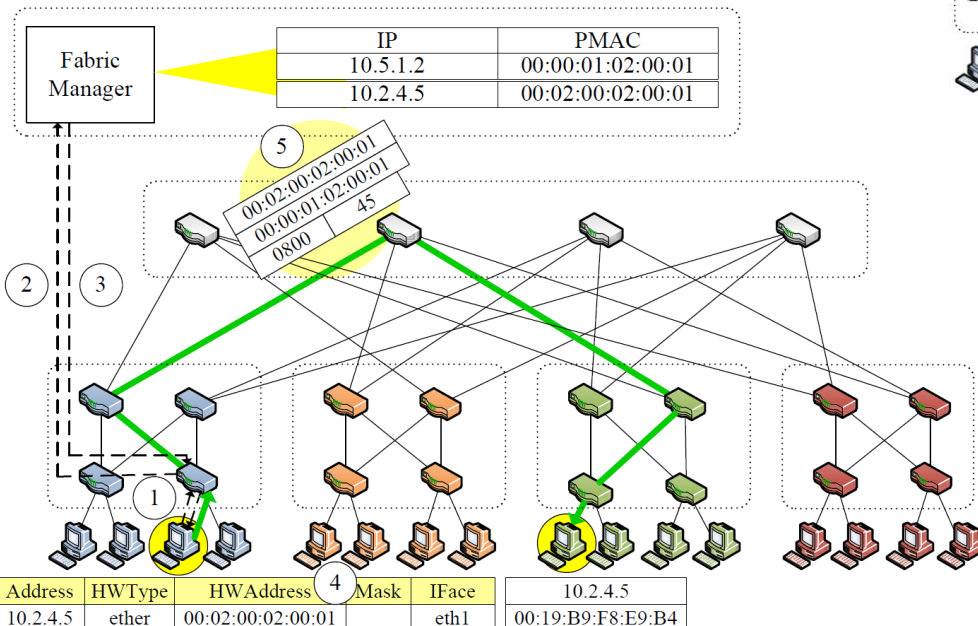 Fabric
Manager
IP PMAC
10.5.1.2 00:00:01:02:00:01
10.2.4.5 00:02:00:02:00:01
5
00:02:00:02:00:01
00:00:01:02:00:01
0800 45
2
3
1
4
Address HWType HWAddress Mask IFace
10.2.4.5 ether 00:02:00:02:00:01 eth1
10.2.4.5
00:19:B9:F8:E9:B4